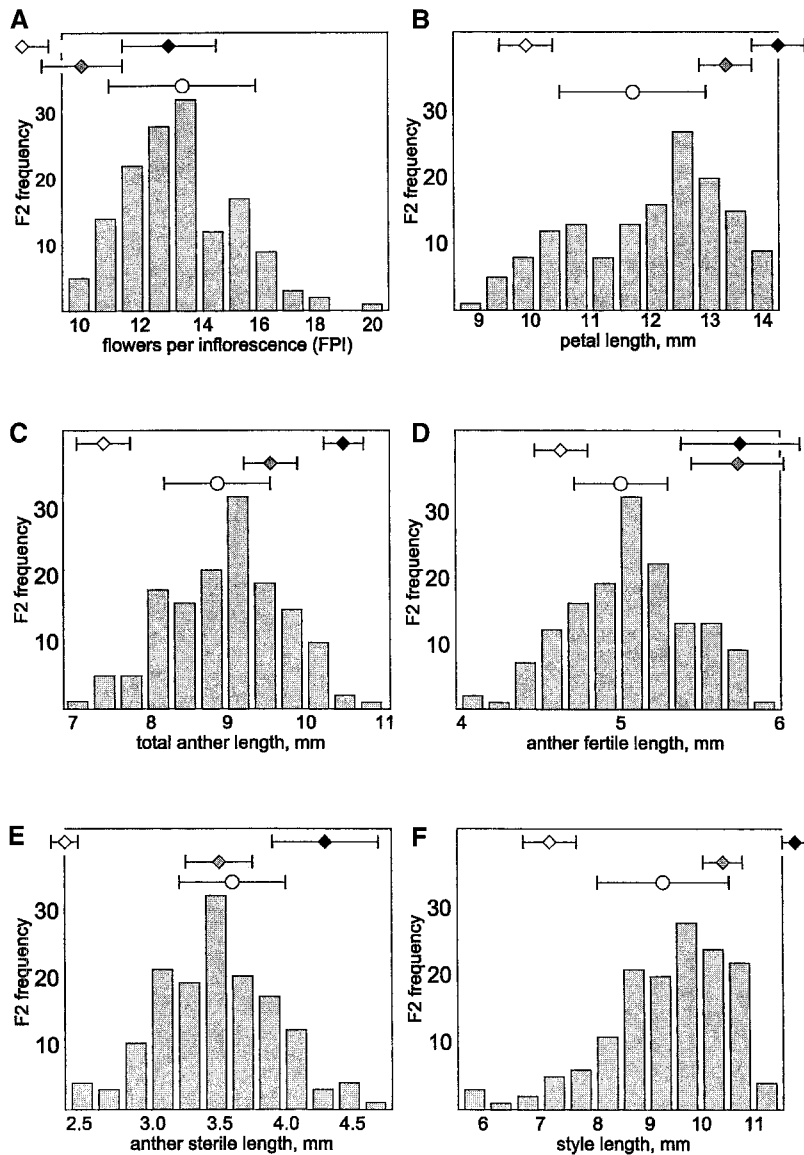 A
B
F2 frequency
30
20
10
10 12 14 16 18 20
flowers per inflorescence (FPI)
F2 frequency
30
20
10
9 10 11 12 13 14
petal length, mm
C
D
F2 frequency
30
20
10
7 8 9 10 11
total anther length, mm
F2 frequency
30
20
10
4 5 6
anther fertile length, mm
E
F
F2 frequency
30
20
10
2.5 3.0 3.5 4.0 4.5
anther sterile length, mm
F2 frequency
30
20
10
6 7 8 9 10 11
style length, mm